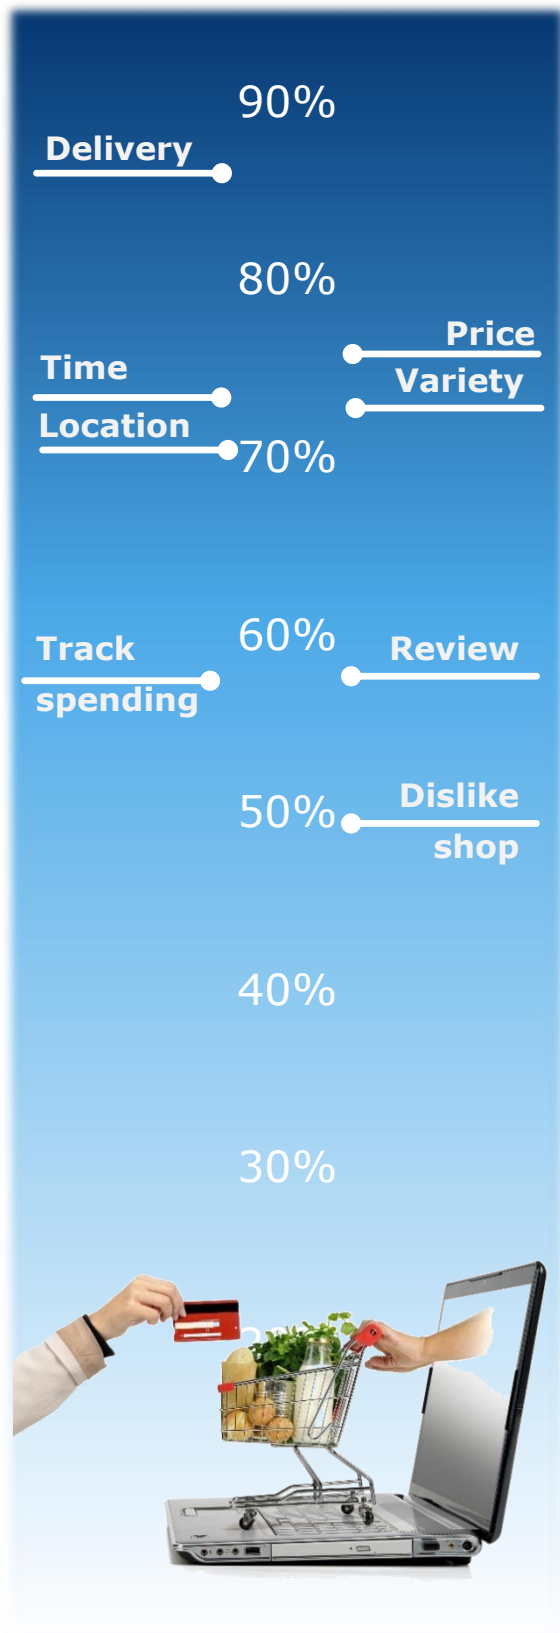 90%
Delivery
80%
Price
Time
Variety
Location
70%
60%
Track
Review
spending
50%
Dislike
shop
40%
30%